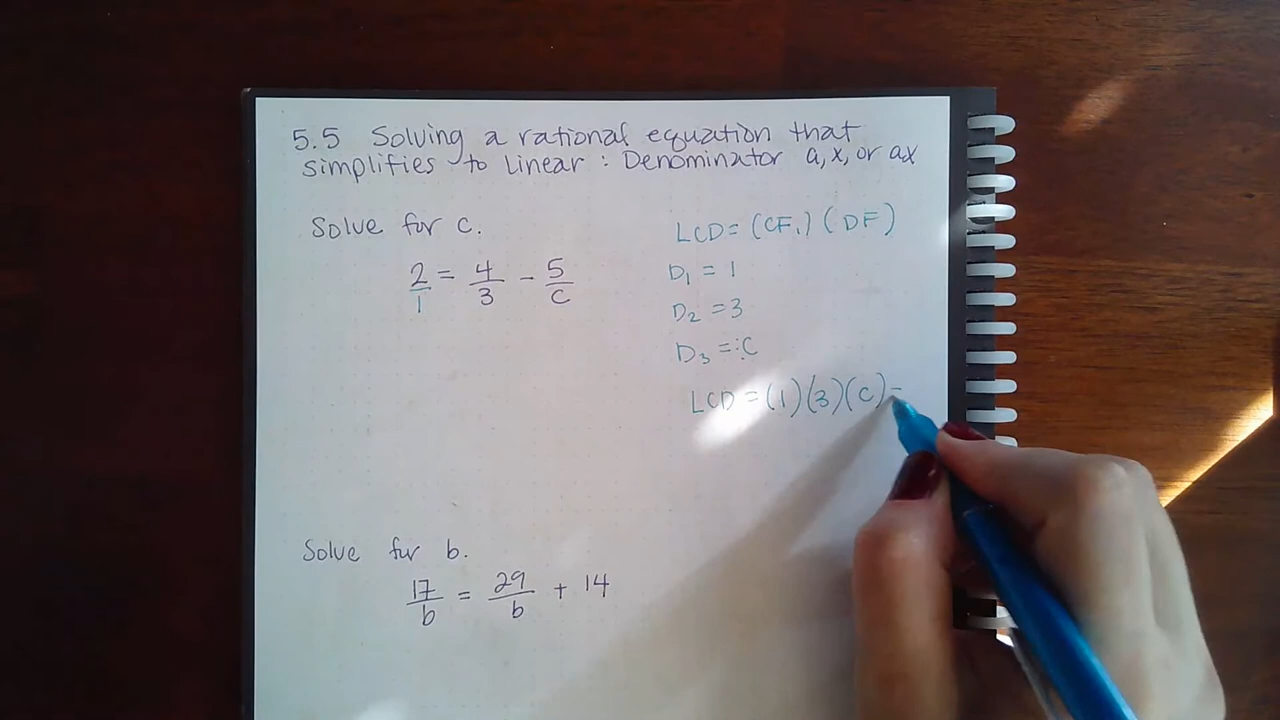 5.5 Solving a rational equation that
simplifies to Linear : Denominator a, x, or ax
Solve for c.
2/1 = 4/3 - 5/c
LCD = (CF,) (DF)
D₁ = 1
D₂ = 3
D₃ = C
LCD = (1)(3)(c) =
Solve for b.
17/b = 29/b + 14